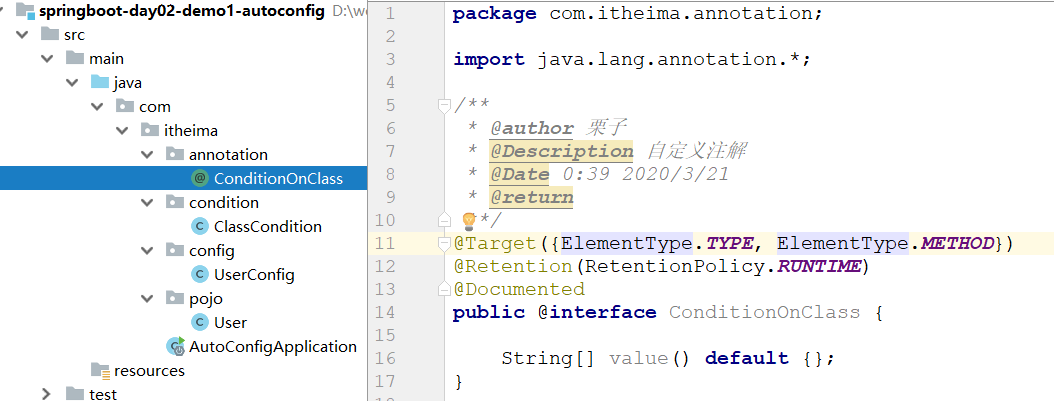 springboot-day02-demo1-autoconfig
src
main
java
com
itheima
annotation
ConditionOnClass
condition
ClassCondition
config
UserConfig
pojo
User
AutoConfigApplication
resources
test
1 package com.itheima.annotation;
2
3 import java.lang.annotation.*;
4
5 /**
6 * @author 栗子
7 * @Description 自定义注解
8 * @Date 0:39 2020/3/21
9 * @return
10 **/
11 @Target({ElementType.TYPE, ElementType.METHOD})
12 @Retention(RetentionPolicy.RUNTIME)
13 @Documented
14 public @interface ConditionOnClass {
15
16 String[] value() default {};
17 }